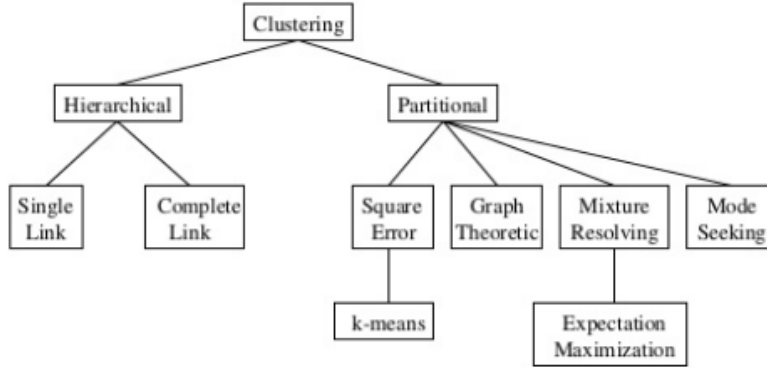 Clustering
Hierarchical
Partitional
Single
Link
Complete
Link
Square
Error
Graph
Theoretic
Mixture
Resolving
Mode
Seeking
k-means
Expectation
Maximization